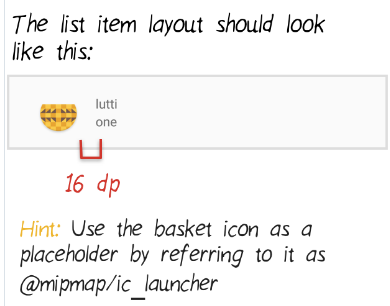 The list item layout should look
like this:
lutti
one
16 dp
Hint: Use the basket icon as a
placeholder by referring to it as
@mipmap/ic_launcher